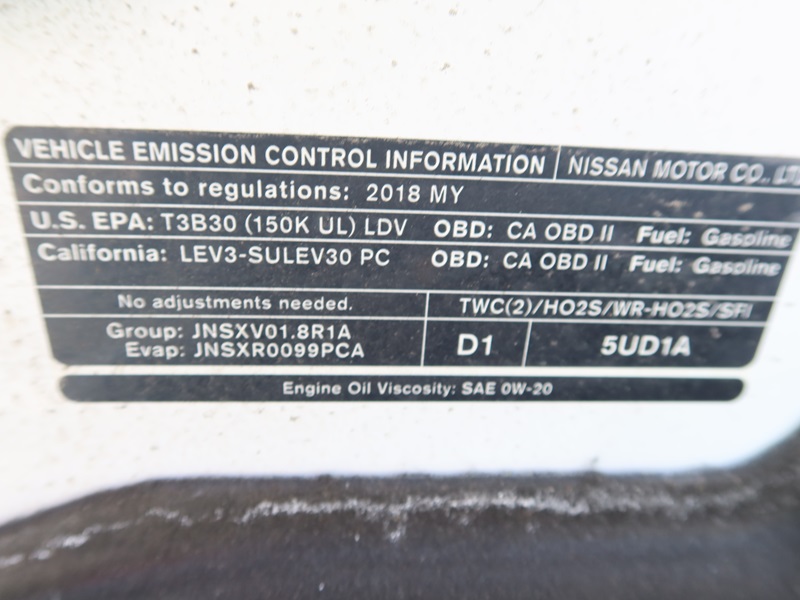 VEHICLE EMISSION CONTROL INFORMATION NISSAN MOTOR CO., LTD
Conforms to regulations: 2018 MY
U.S. EPA: T3B30 (150K UL) LDV OBD: CA OBD II Fuel: Gasoline
California: LEV3-SULEV30 PC OBD: CA OBD II Fuel: Gasoline
No adjustments needed. TWC(2)/HO2S/WR-HO2S/SFI
Group: JNSXV01.8R1A
Evap: JNSXR0099PCA
D1 5UD1A
Engine Oil Viscosity: SAE 0W-20